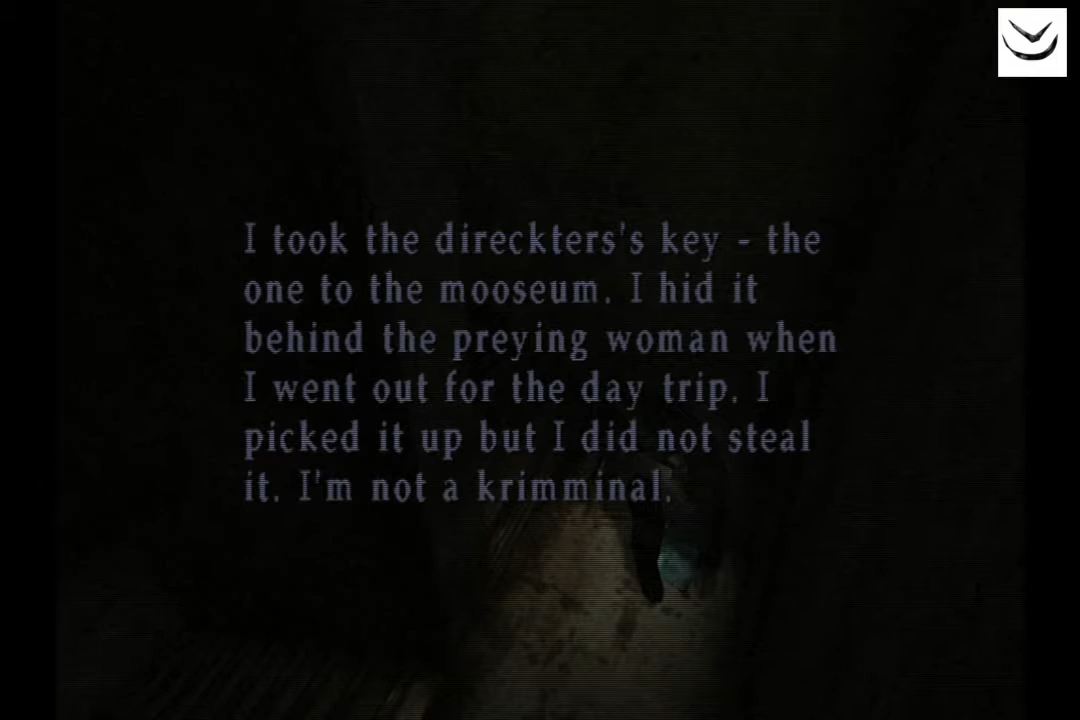 I took the direckters's key - the
one to the mooseum. I hid it
behind the preying woman when
I went out for the day trip. I
picked it up but I did not steal
it. I'm not a krimminal.